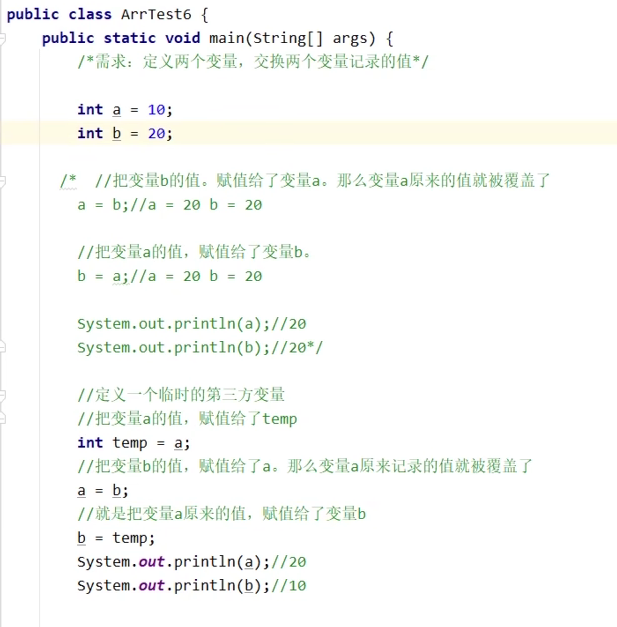 public class ArrTest6 {
public static void main(String[] args) {
/*需求：定义两个变量，交换两个变量记录的值*/
int a = 10;
int b = 20;
/* //把变量b的值。赋值给了变量a。那么变量a原来的值就被覆盖了
a = b;//a = 20 b = 20
//把变量a的值，赋值给了变量b。
b = a;//a = 20 b = 20
System.out.println(a);//20
System.out.println(b);//20*/
//定义一个临时的第三方变量
//把变量a的值，赋值给了temp
int temp = a;
//把变量b的值，赋值给了a。那么变量a原来记录的值就被覆盖了
a = b;
//就是把变量a原来的值，赋值给了变量b
b = temp;
System.out.println(a);//20
System.out.println(b);//10